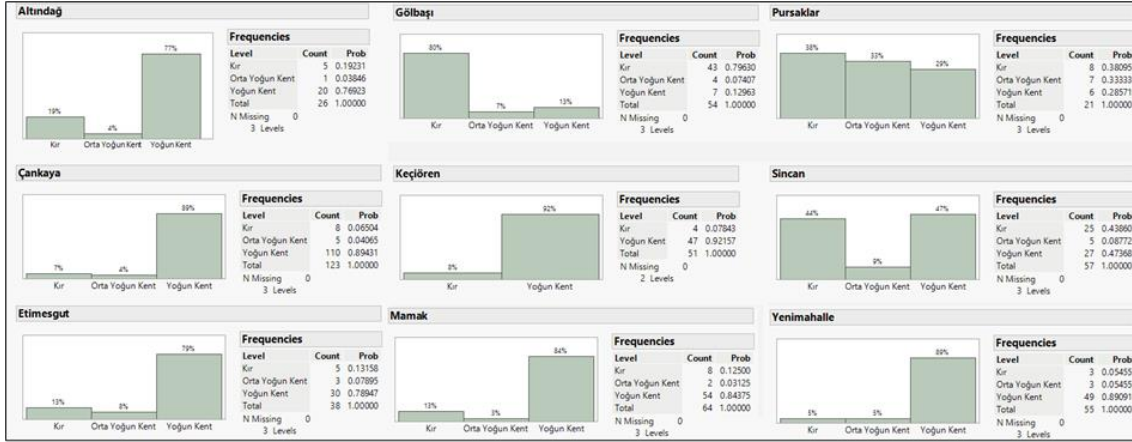 Altındağ
77%
19%
4%
Kır Orta Yoğun Kent Yoğun Kent
Frequencies
Level Count Prob
Kır 5 0.19231
Orta Yoğun Kent 1 0.03846
Yoğun Kent 20 0.76923
Total 26 1.00000
N Missing 0
3 Levels
Gölbaşı
80%
7%
13%
Kır Orta Yoğun Kent Yoğun Kent
Frequencies
Level Count Prob
Kır 43 0.79630
Orta Yoğun Kent 4 0.07407
Yoğun Kent 7 0.12963
Total 54 1.00000
N Missing 0
3 Levels
Pursaklar
38%
33%
29%
Kır Orta Yoğun Kent Yoğun Kent
Frequencies
Level Count Prob
Kır 8 0.38095
Orta Yoğun Kent 7 0.33333
Yoğun Kent 6 0.28571
Total 21 1.00000
N Missing 0
3 Levels
Çankaya
89%
7%
4%
Kır Orta Yoğun Kent Yoğun Kent
Frequencies
Level Count Prob
Kır 8 0.06504
Orta Yoğun Kent 5 0.04065
Yoğun Kent 110 0.89431
Total 123 1.00000
N Missing 0
3 Levels
Keçiören
92%
8%
Kır Yoğun Kent
Frequencies
Level Count Prob
Kır 4 0.07843
Yoğun Kent 47 0.92157
Total 51 1.00000
N Missing 0
2 Levels
Sincan
44%
9%
47%
Kır Orta Yoğun Kent Yoğun Kent
Frequencies
Level Count Prob
Kır 25 0.43860
Orta Yoğun Kent 5 0.08772
Yoğun Kent 27 0.47368
Total 57 1.00000
N Missing 0
3 Levels
Etimesgut
79%
13%
8%
Kır Orta Yoğun Kent Yoğun Kent
Frequencies
Level Count Prob
Kır 5 0.13158
Orta Yoğun Kent 3 0.07895
Yoğun Kent 30 0.78947
Total 38 1.00000
N Missing 0
3 Levels
Mamak
84%
13%
3%
Kır Orta Yoğun Kent Yoğun Kent
Frequencies
Level Count Prob
Kır 8 0.12500
Orta Yoğun Kent 2 0.03125
Yoğun Kent 54 0.84375
Total 64 1.00000
N Missing 0
3 Levels
Yenimahalle
89%
5%
5%
Kır Orta Yoğun Kent Yoğun Kent
Frequencies
Level Count Prob
Kır 3 0.05455
Orta Yoğun Kent 3 0.05455
Yoğun Kent 49 0.89091
Total 55 1.00000
N Missing 0
3 Levels